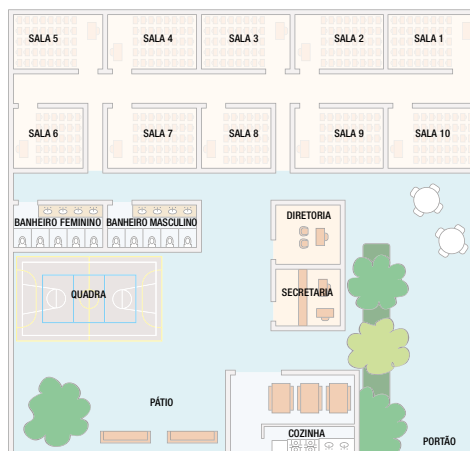 SALA 5
SALA 4
SALA 3
SALA 2
SALA 1
SALA 6
SALA 7
SALA 8
SALA 9
SALA 10
BANHEIRO FEMININO
BANHEIRO MASCULINO
DIRETORIA
SECRETARIA
QUADRA
PÁTIO
COZINHA
PORTÃO